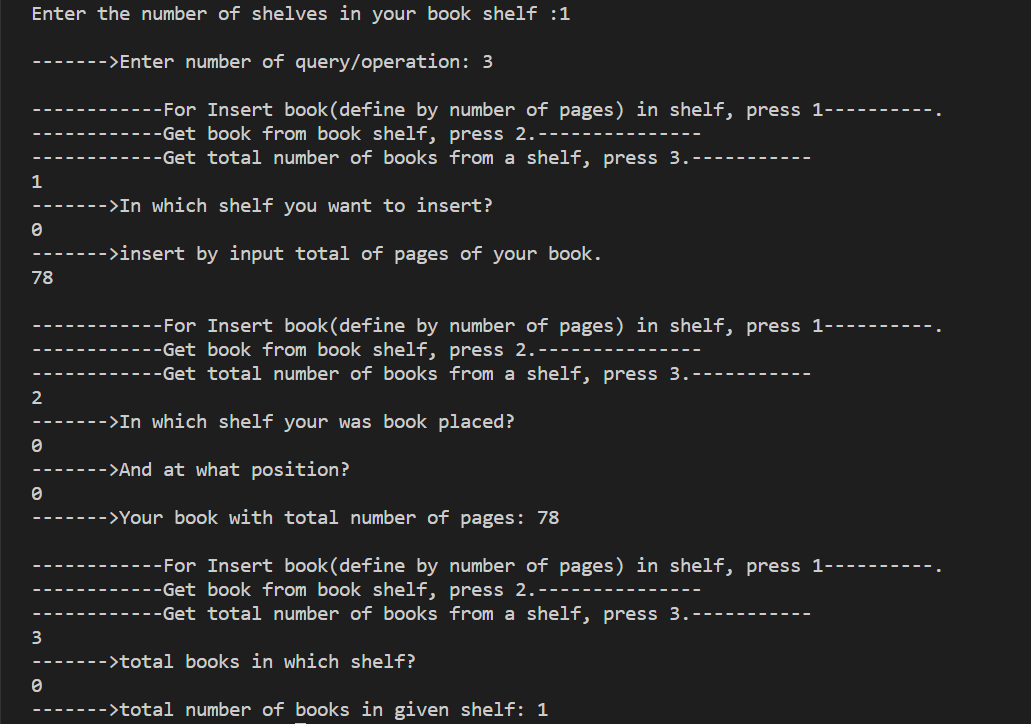 Enter the number of shelves in your book shelf :1
------->Enter number of query/operation: 3
------------For Insert book(define by number of pages) in shelf, press 1----------.
------------Get book from book shelf, press 2.---------------
------------Get total number of books from a shelf, press 3.-----------
1
------->In which shelf you want to insert?
0
------->insert by input total of pages of your book.
78
------------For Insert book(define by number of pages) in shelf, press 1----------.
------------Get book from book shelf, press 2.---------------
------------Get total number of books from a shelf, press 3.-----------
2
------->In which shelf your was book placed?
0
------->And at what position?
0
------->Your book with total number of pages: 78
------------For Insert book(define by number of pages) in shelf, press 1----------.
------------Get book from book shelf, press 2.---------------
------------Get total number of books from a shelf, press 3.-----------
3
------->total books in which shelf?
0
------->total number of books in given shelf: 1